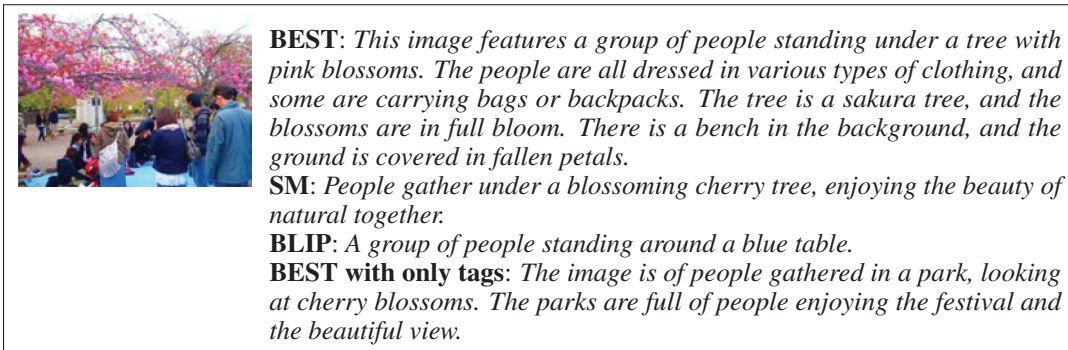 BEST: This image features a group of people standing under a tree with
pink blossoms. The people are all dressed in various types of clothing, and
some are carrying bags or backpacks. The tree is a sakura tree, and the
blossoms are in full bloom. There is a bench in the background, and the
ground is covered in fallen petals.
SM: People gather under a blossoming cherry tree, enjoying the beauty of
natural together.
BLIP: A group of people standing around a blue table.
BEST with only tags: The image is of people gathered in a park, looking
at cherry blossoms. The parks are full of people enjoying the festival and
the beautiful view.